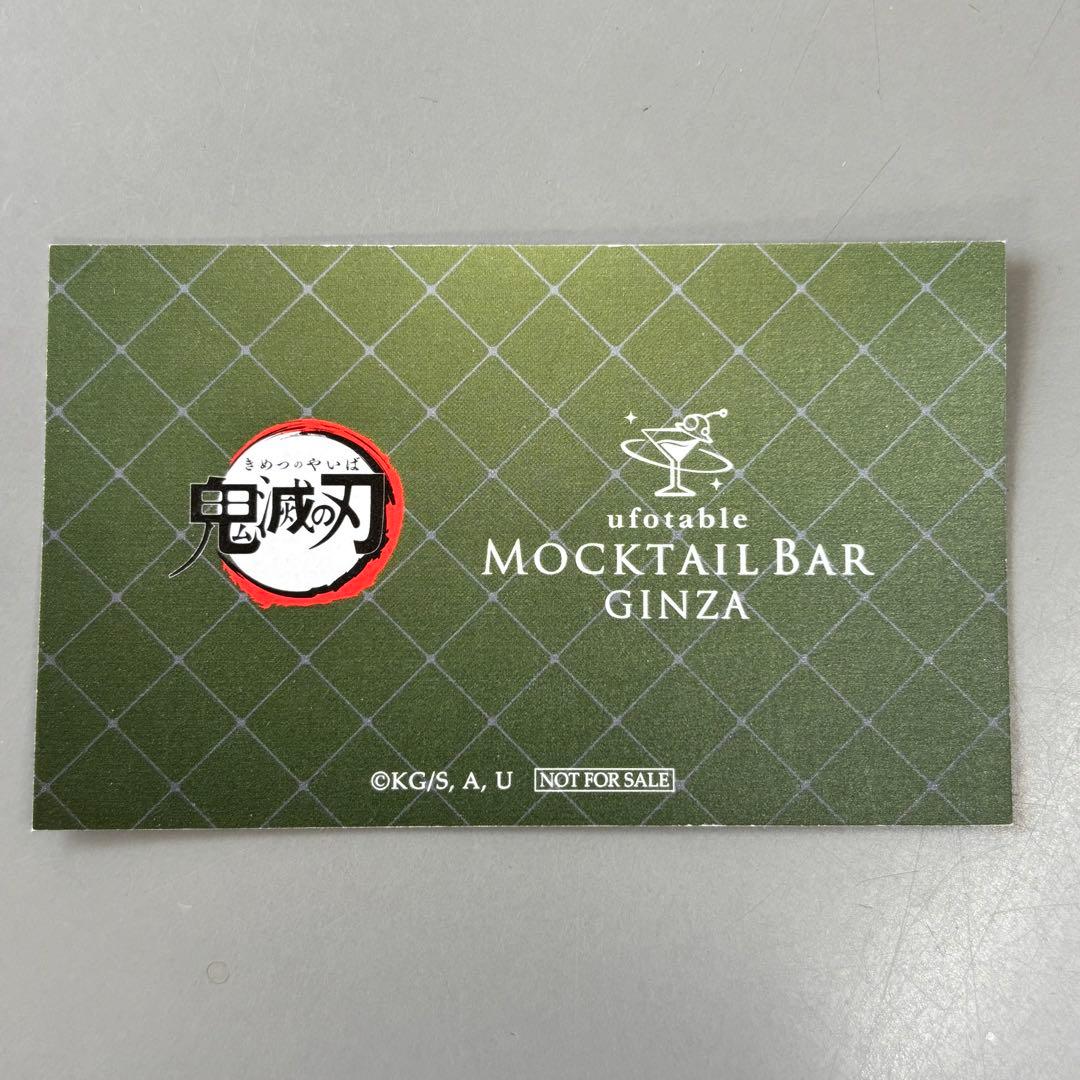 きめつのやいば
鬼滅の刃
ufotable
MOCKTAIL BAR
GINZA
©KG/S, A, U
NOT FOR SALE